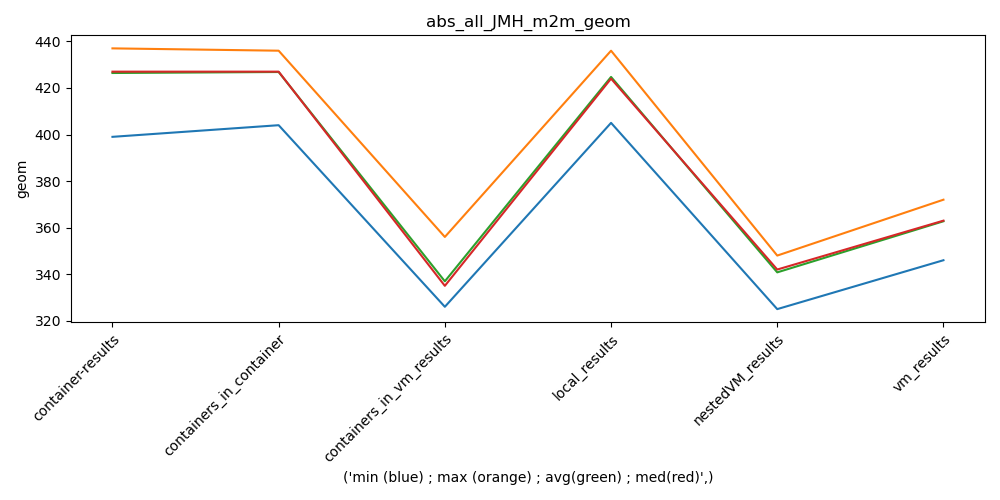 abs_all_JMH_m2m_geom
geom
440
420
400
380
360
340
320
container-results
containers_in_container
containers_in_vm_results
local_results
nestedVM_results
vm_results
('min (blue) ; max (orange) ; avg(green) ; med(red)',)